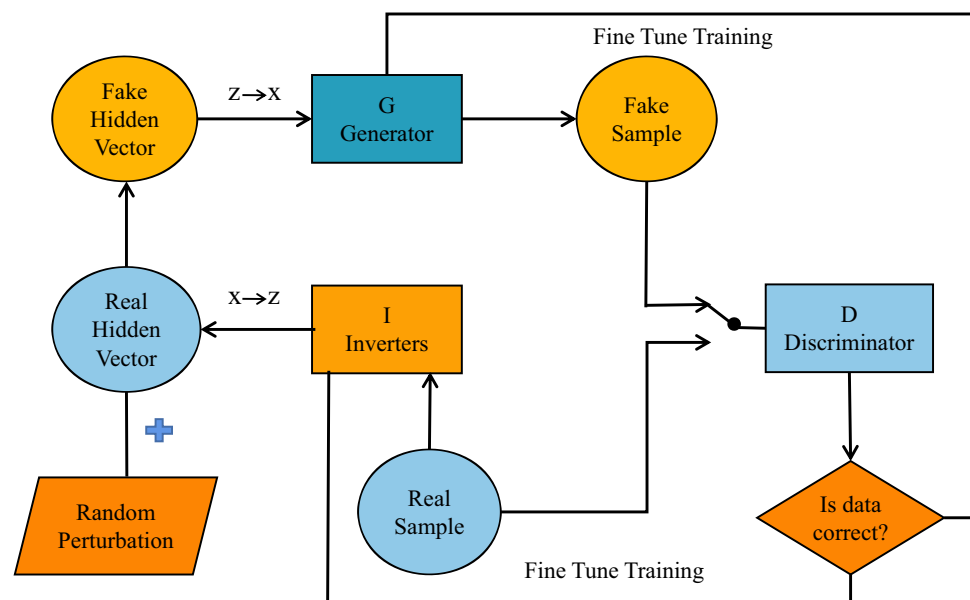 Fine Tune Training
Fake
Hidden
Vector
z→x
G
Generator
Fake
Sample
Real
Hidden
Vector
x→z
I
Inverters
D
Discriminator
Random
Perturbation
Real
Sample
Is data
correct?
Fine Tune Training